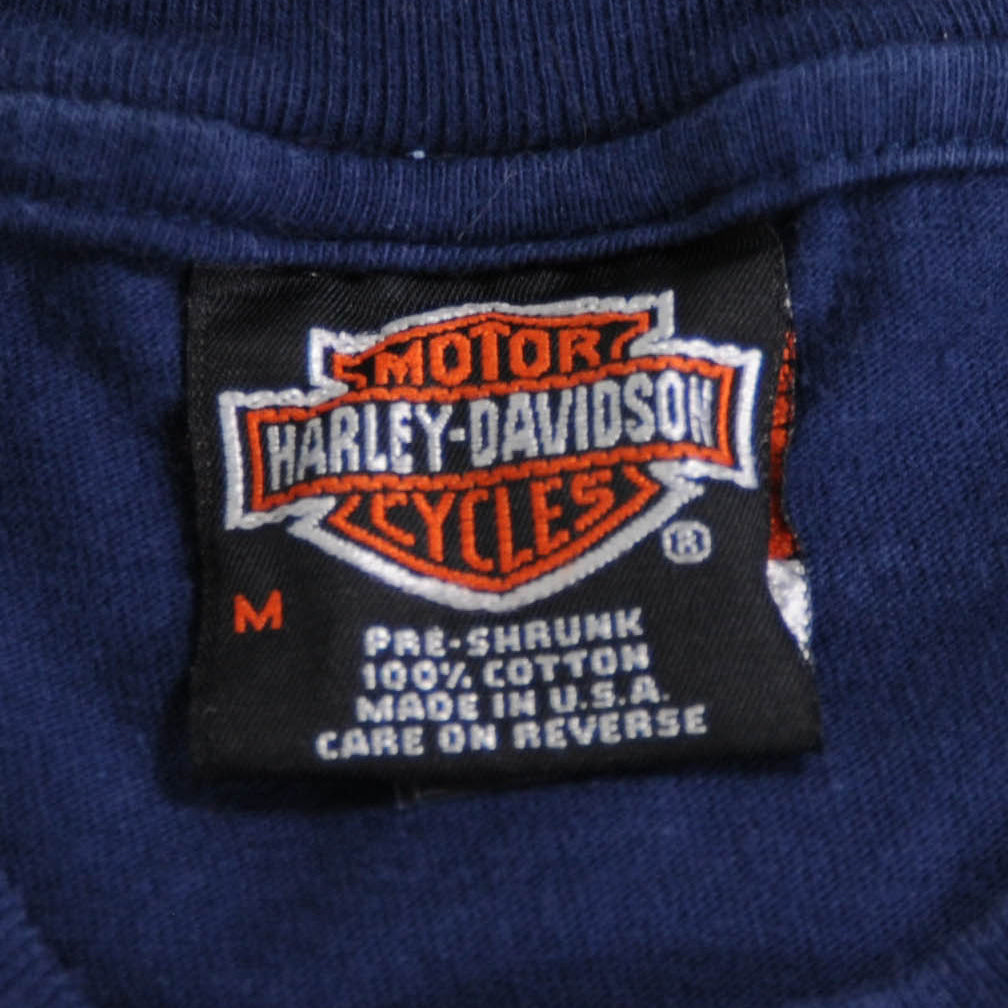 MOTOR
HARLEY-DAVIDSON
CYCLES
®
M
PRE-SHRUNK
100% COTTON
MADE IN U.S.A.
CARE ON REVERSE